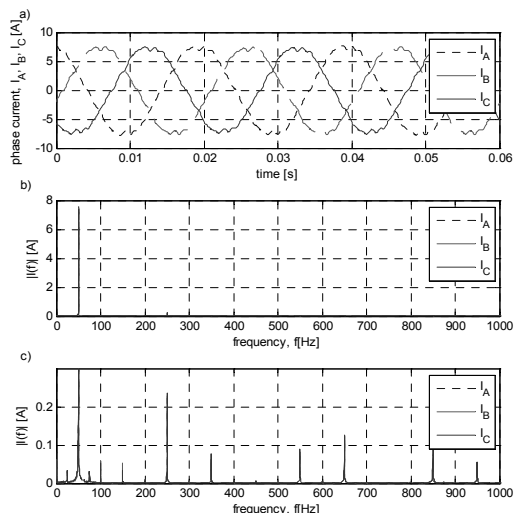 a)
phase current, I_A, I_B, I_C [A]
10
5
0
-5
-10
0
0.01
0.02
0.03
0.04
0.05
0.06
time [s]
I_A
I_B
I_C
b)
|I(f)| [A]
8
6
4
2
0
0 100 200 300 400 500 600 700 800 900 1000
frequency, f[Hz]
I_A
I_B
I_C
c)
|I(f)| [A]
0.2
0.1
0
0 100 200 300 400 500 600 700 800 900 1000
frequency, f[Hz]
I_A
I_B
I_C